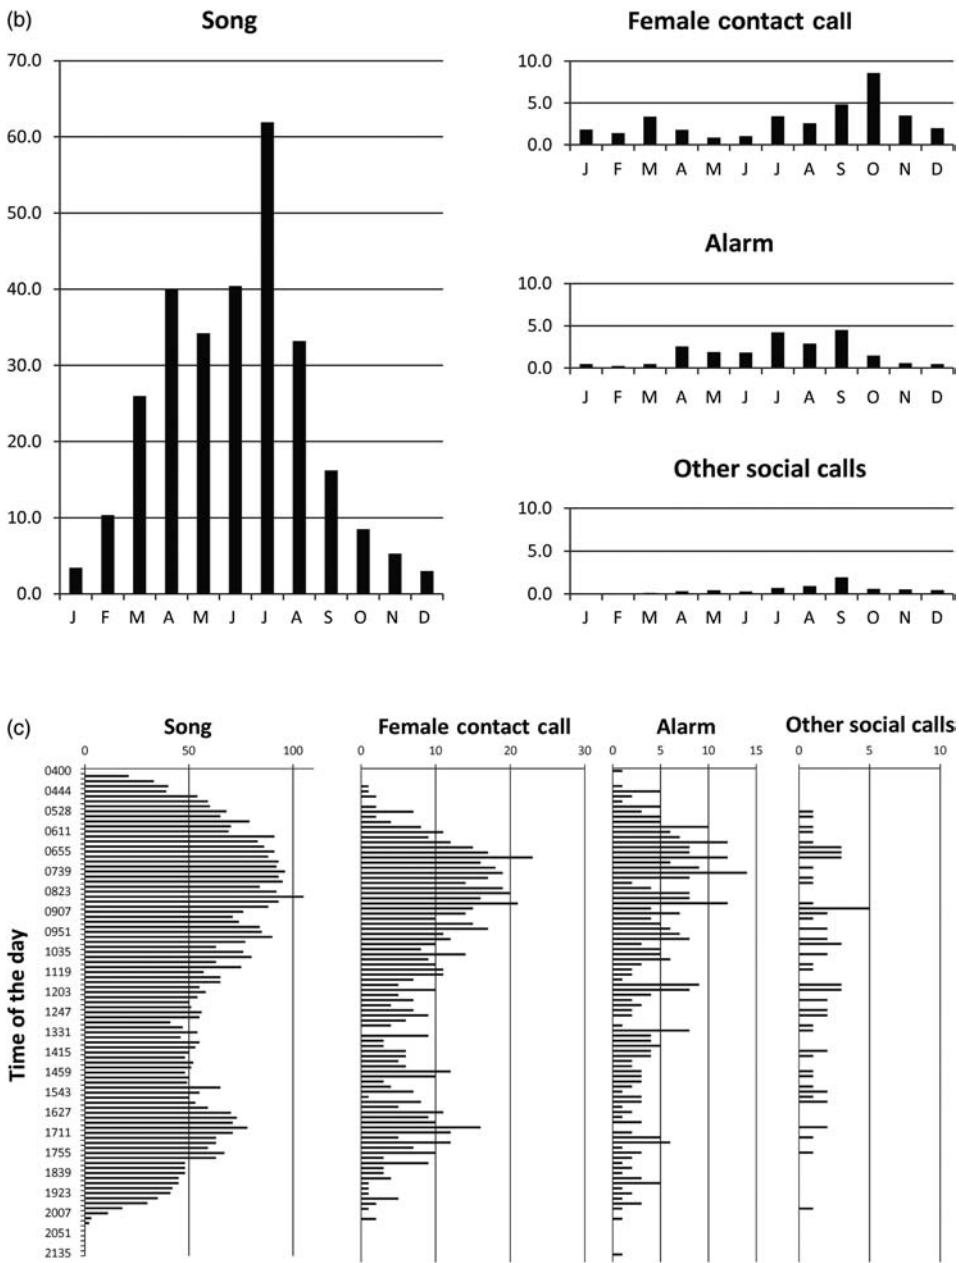 (b)
Song
70.0
60.0
50.0
40.0
30.0
20.0
10.0
0.0
J F M A M J J A S O N D
Female contact call
10.0
5.0
0.0
J F M A M J J A S O N D
Alarm
10.0
5.0
0.0
J F M A M J J A S O N D
Other social calls
10.0
5.0
0.0
J F M A M J J A S O N D
(c)
Time of the day
Song
0 50 100
0400
0444
0528
0611
0655
0739
0823
0907
0951
1035
1119
1203
1247
1331
1415
1459
1543
1627
1711
1755
1839
1923
2007
2051
2135
Female contact call
0 10 20 30
Alarm
0 5 10 15
Other social calls
0 5 10